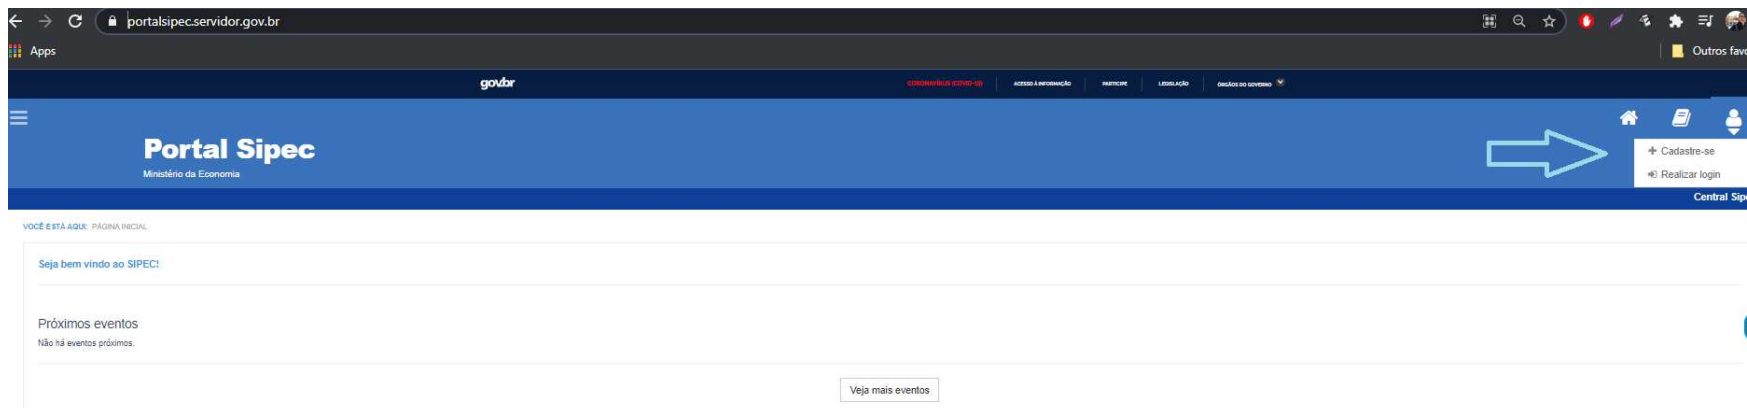 portalsipec.servidor.gov.br
Apps
Outros favo
gov.br
CORONAVÍRUS (COVID-19)
ACESSO À INFORMAÇÃO
PARTICIPE
LEGISLAÇÃO
ÓRGÃOS DO GOVERNO
Portal Sipec
Ministério da Economia
Cadastre-se
Realizar login
Central Sipe
VOCÊ ESTÁ AQUI: PÁGINA INICIAL
Seja bem vindo ao SIPEC!
Próximos eventos
Não há eventos próximos.
Veja mais eventos